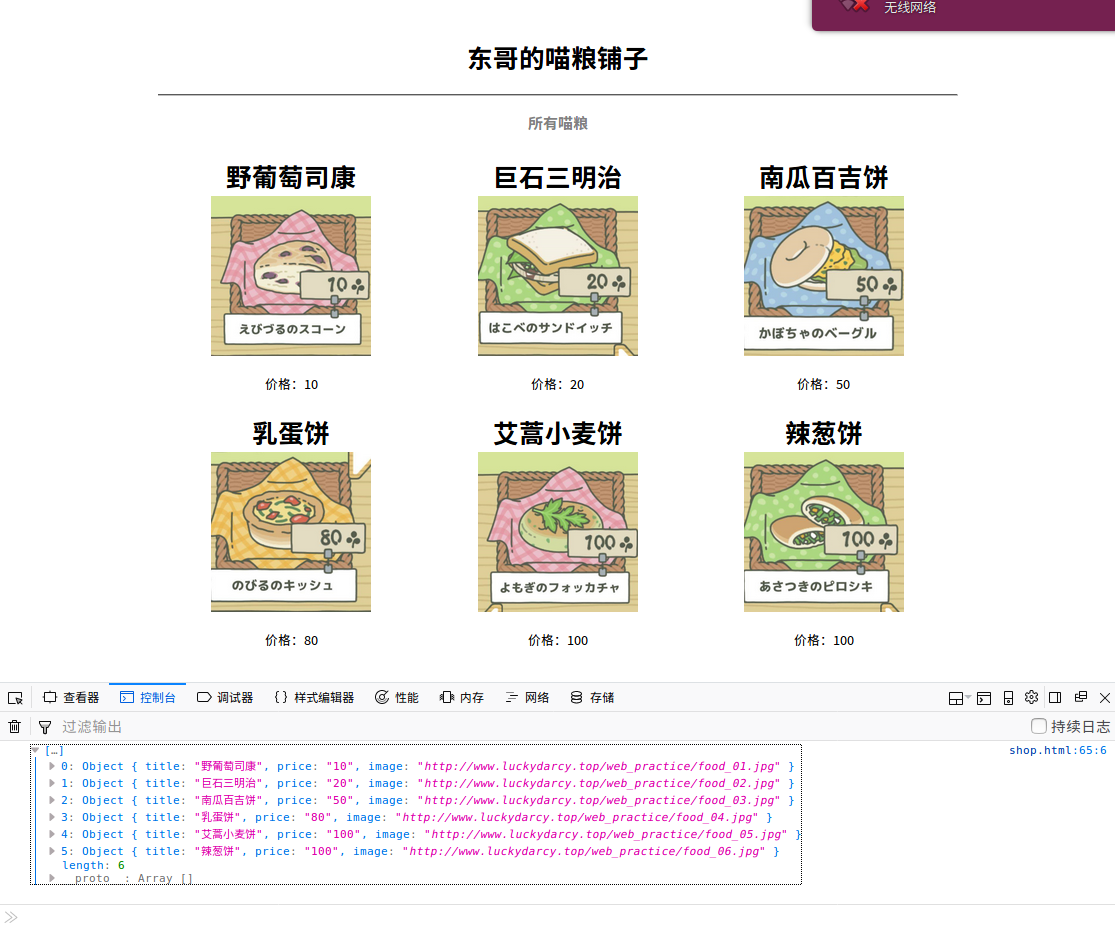 无线网络
东哥的喵粮铺子
所有喵粮
野葡萄司康
巨石三明治
南瓜百吉饼
10
えびづるのスコーン
20
はこべのサンドイッチ
50
かぼちゃのベーグル
价格：10
价格：20
价格：50
乳蛋饼
艾蒿小麦饼
辣葱饼
80
のびるのキッシュ
100
よもぎのフォッカチャ
100
あさつきのピロシキ
价格：80
价格：100
价格：100
查看器 控制台 调试器 {} 样式编辑器 性能 内存 网络 存储
过滤输出 持续日志
[…] shop.html:65:6
0: Object { title: "野葡萄司康", price: "10", image: "http://www.luckydarcy.top/web_practice/food_01.jpg" }
1: Object { title: "巨石三明治", price: "20", image: "http://www.luckydarcy.top/web_practice/food_02.jpg" }
2: Object { title: "南瓜百吉饼", price: "50", image: "http://www.luckydarcy.top/web_practice/food_03.jpg" }
3: Object { title: "乳蛋饼", price: "80", image: "http://www.luckydarcy.top/web_practice/food_04.jpg" }
4: Object { title: "艾蒿小麦饼", price: "100", image: "http://www.luckydarcy.top/web_practice/food_05.jpg" }
5: Object { title: "辣葱饼", price: "100", image: "http://www.luckydarcy.top/web_practice/food_06.jpg" }
length: 6
proto : Array []